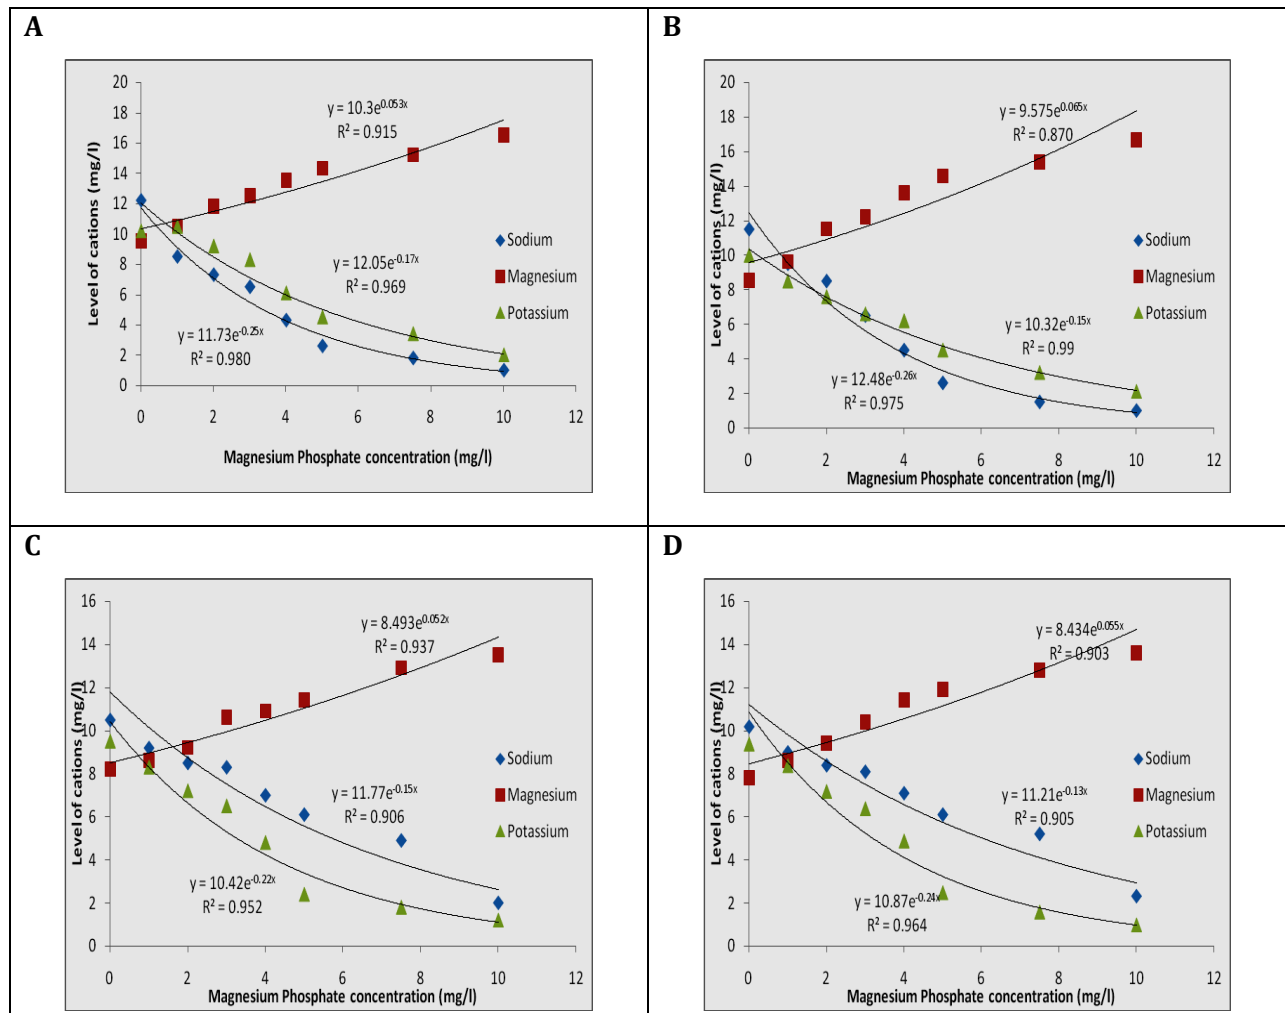 A
20
18
16
14
12
10
8
6
4
2
0
0 2 4 6 8 10 12
Level of cations (mg/l)
Magnesium Phosphate concentration (mg/l)
y = 10.3e^0.053x
R² = 0.915
y = 12.05e^-0.17x
R² = 0.969
y = 11.73e^-0.25x
R² = 0.980
Sodium
Magnesium
Potassium
B
20
18
16
14
12
10
8
6
4
2
0
0 2 4 6 8 10 12
Level of cations (mg/l)
Magnesium Phosphate concentration (mg/l)
y = 9.575e^0.065x
R² = 0.870
y = 10.32e^-0.15x
R² = 0.99
y = 12.48e^-0.26x
R² = 0.975
Sodium
Magnesium
Potassium
C
16
14
12
10
8
6
4
2
0
0 2 4 6 8 10 12
Level of cations (mg/l)
Magnesium Phosphate concentration (mg/l)
y = 8.493e^0.052x
R² = 0.937
y = 11.77e^-0.15x
R² = 0.906
y = 10.42e^-0.22x
R² = 0.952
Sodium
Magnesium
Potassium
D
16
14
12
10
8
6
4
2
0
0 2 4 6 8 10 12
Level of cations (mg/l)
Magnesium Phosphate concentration (mg/l)
y = 8.434e^0.055x
R² = 0.903
y = 11.21e^-0.13x
R² = 0.905
y = 10.87e^-0.24x
R² = 0.964
Sodium
Magnesium
Potassium